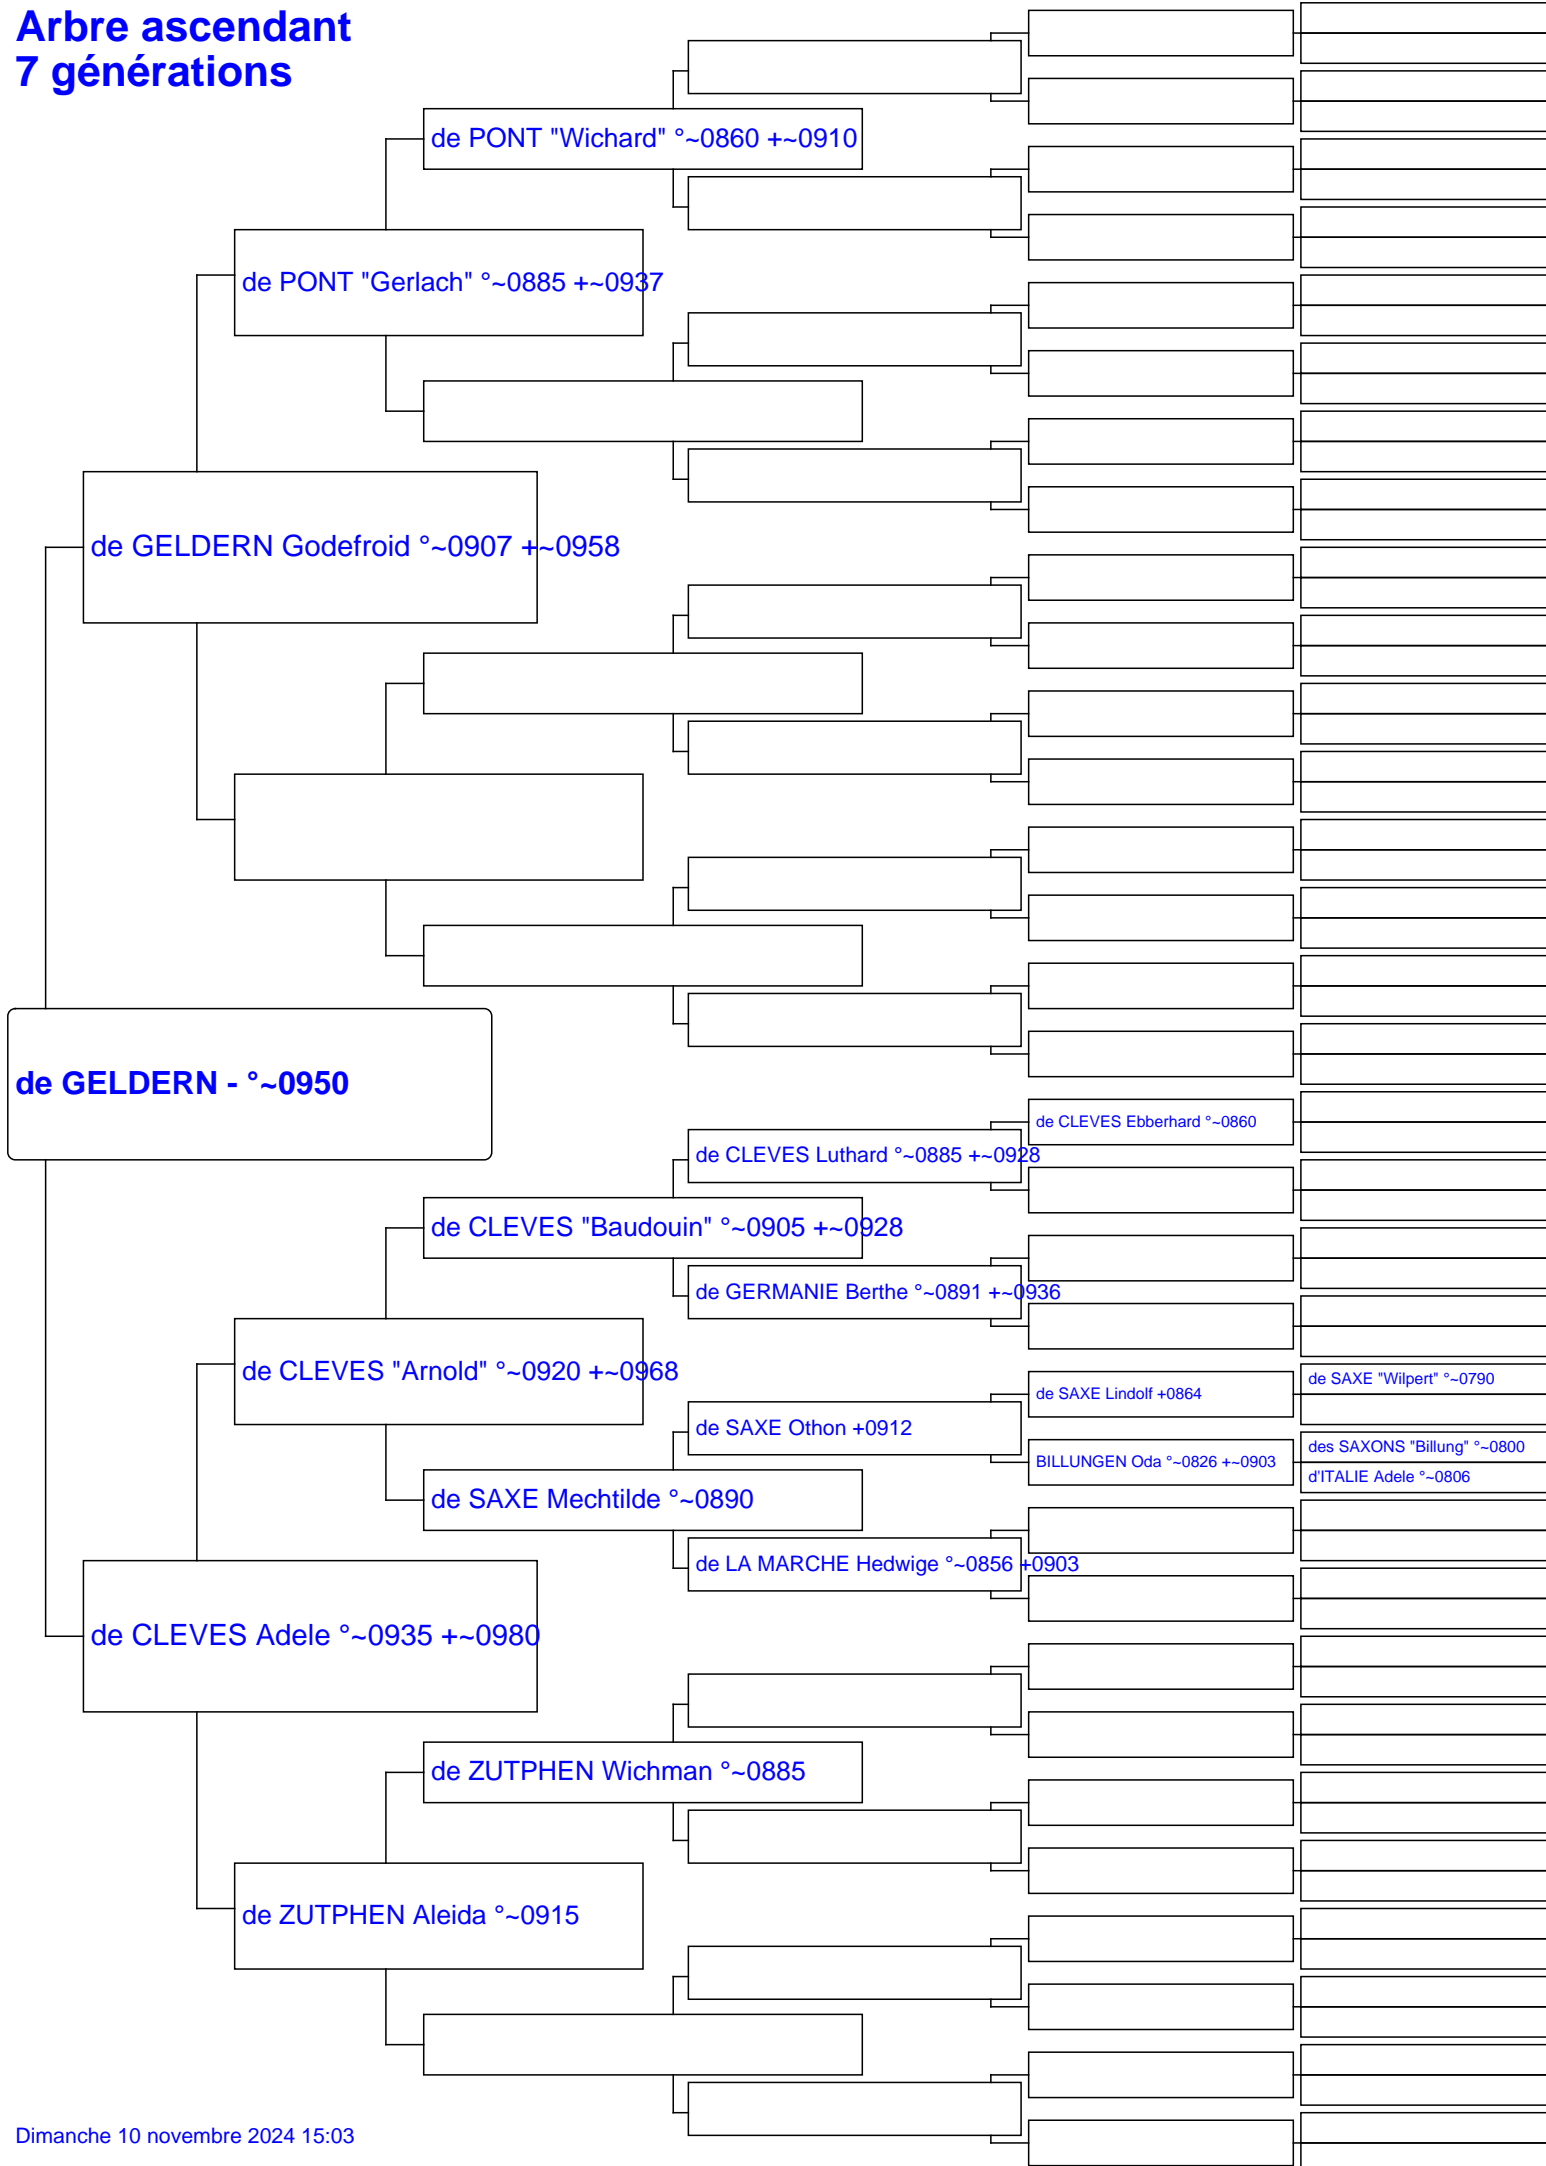 Arbre ascendant
7 générations
de PONT "Wichard" °~0860 +~0910
de PONT "Gerlach" °~0885 +~0937
de GELDERN Godefroid °~0907 +~0958
de GELDERN - °~0950
de CLEVES Ebberhard °~0860
de CLEVES Luthard °~0885 +~0928
de CLEVES "Baudouin" °~0905 +~0928
de GERMANIE Berthe °~0891 +~0936
de CLEVES "Arnold" °~0920 +~0968
de SAXE "Wilpert" °~0790
de SAXE Lindolf +0864
de SAXE Othon +0912
des SAXONS "Billung" °~0800
BILLUNGEN Oda °~0826 +~0903
d'ITALIE Adele °~0806
de SAXE Mechtilde °~0890
de LA MARCHE Hedwige °~0856 +0903
de CLEVES Adele °~0935 +~0980
de ZUTPHEN Wichman °~0885
de ZUTPHEN Aleida °~0915
Dimanche 10 novembre 2024 15:03